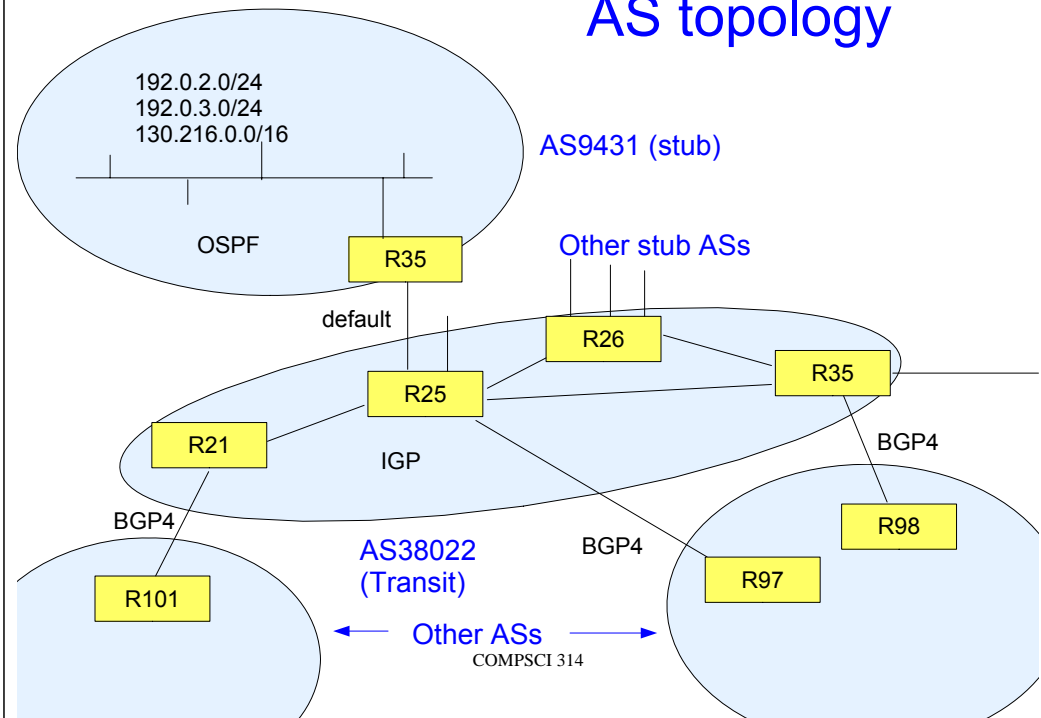 AS topology
192.0.2.0/24
192.0.3.0/24
130.216.0.0/16
AS9431 (stub)
OSPF
R35
Other stub ASs
default
R26
R35
R25
R21
IGP
BGP4
BGP4
R98
AS38022
(Transit)
BGP4
R97
R101
Other ASs
COMPSCI 314